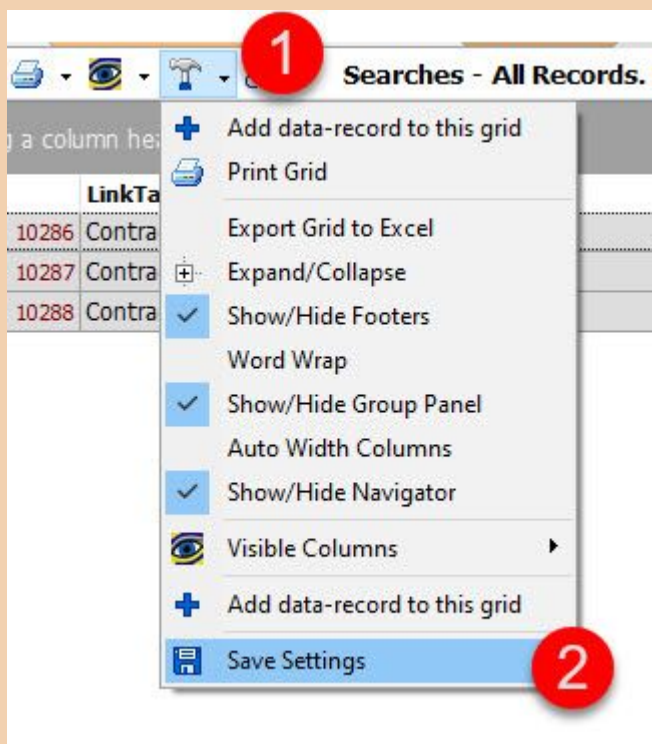 1
Searches - All Records.
a column hea
LinkTa
10286 Contra
10287 Contra
10288 Contra
Add data-record to this grid
Print Grid
Export Grid to Excel
Expand/Collapse
Show/Hide Footers
Word Wrap
Show/Hide Group Panel
Auto Width Columns
Show/Hide Navigator
Visible Columns
Add data-record to this grid
Save Settings
2